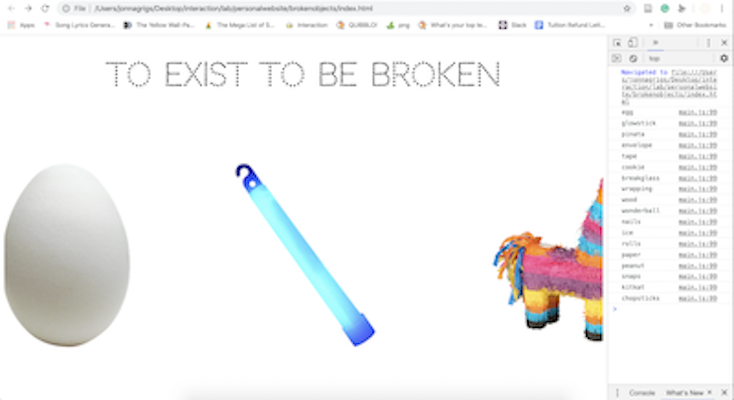 File | /Users/jonnagrigs/Desktop/interaction/lab/personalwebsite/brokenobjects/index.html
Apps Song Lyrics Genera... The Yellow Wall-Pa... The Mega List of S... Interaction QUIBBLO! png What's your top te... Slack Tuition Refund Lett... » Other Bookmarks
TO EXIST TO BE BROKEN
top
Navigated to file:///Users/jonnagrigs/Desktop/interaction/lab/personalwebsite/brokenobjects/index.html
egg main.js:99
glowstick main.js:99
pinata main.js:99
envelope main.js:99
tape main.js:99
cookie main.js:99
breakglass main.js:99
wrapping main.js:99
wood main.js:99
wonderball main.js:99
nails main.js:99
ice main.js:99
rolls main.js:99
paper main.js:99
peanut main.js:99
snaps main.js:99
kitkat main.js:99
chopsticks main.js:99
>
Console What's New ×